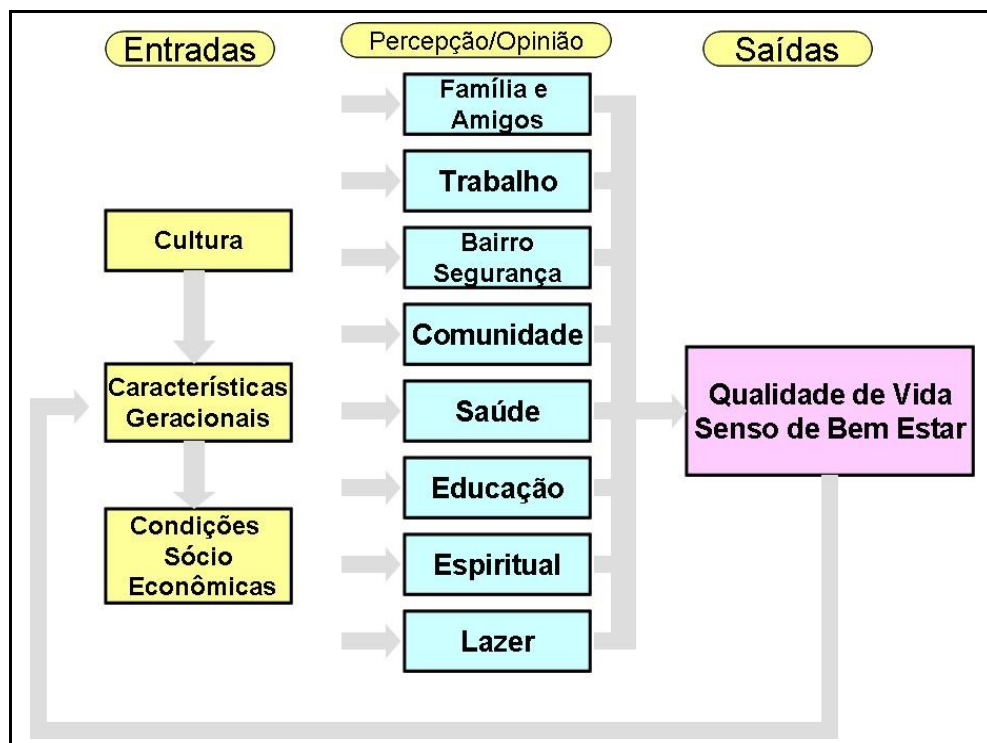 Entradas
Percepção/Opinião
Saídas
Cultura
Características
Geracionais
Condições
Sócio
Econômicas
Família e
Amigos
Trabalho
Bairro
Segurança
Comunidade
Saúde
Educação
Espiritual
Lazer
Qualidade de Vida
Senso de Bem Estar